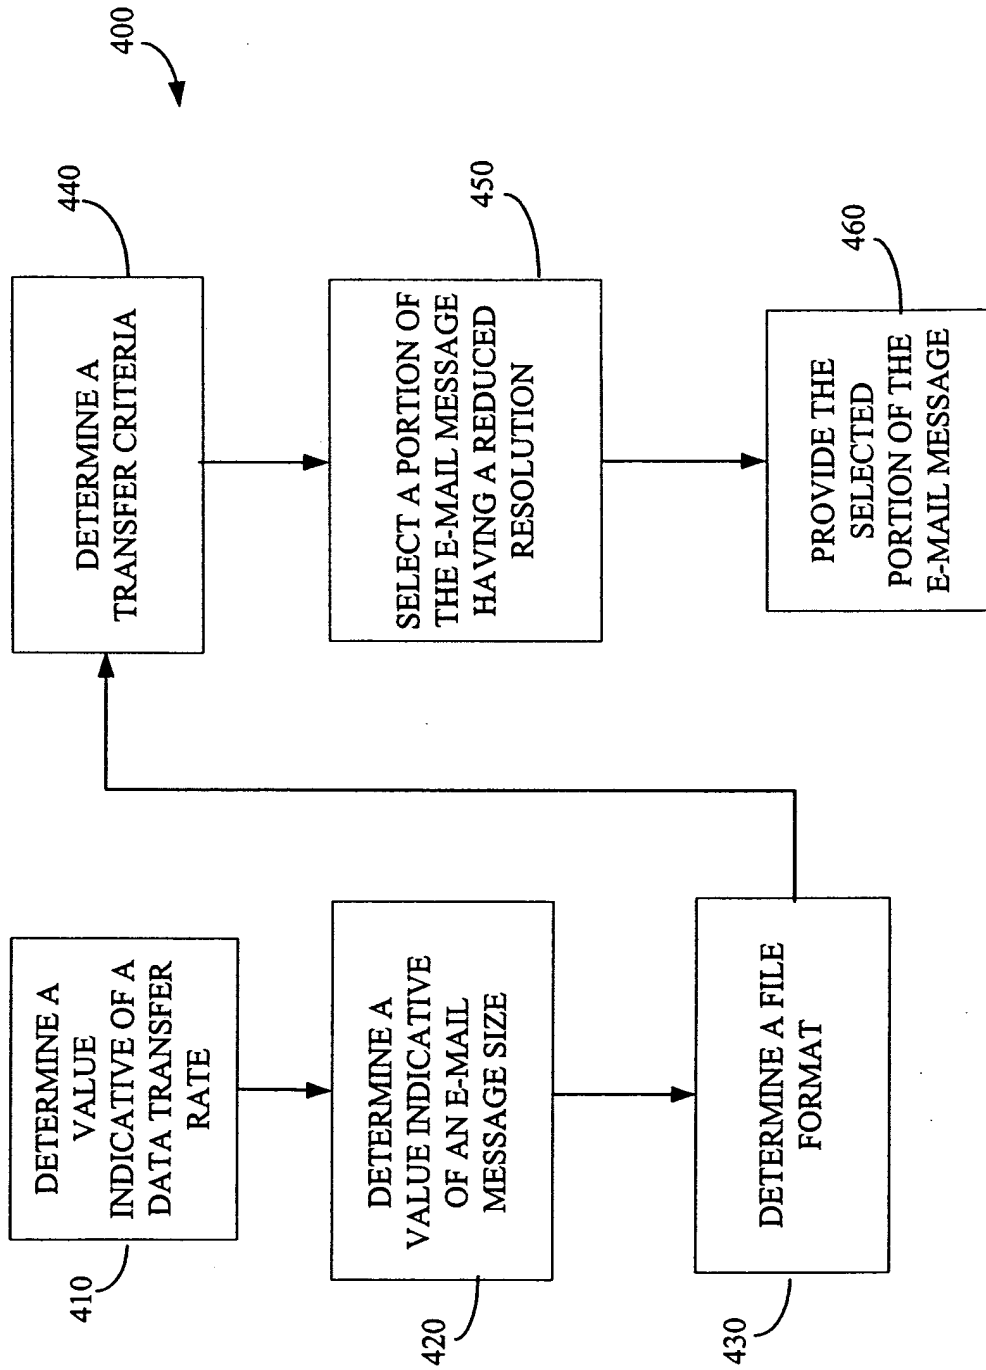 400
410
DETERMINE A
VALUE
INDICATIVE OF A
DATA TRANSFER
RATE
420
DETERMINE A
VALUE INDICATIVE
OF AN E-MAIL
MESSAGE SIZE
430
DETERMINE A FILE
FORMAT
440
DETERMINE A
TRANSFER CRITERIA
450
SELECT A PORTION OF
THE E-MAIL MESSAGE
HAVING A REDUCED
RESOLUTION
460
PROVIDE THE
SELECTED
PORTION OF THE
E-MAIL MESSAGE